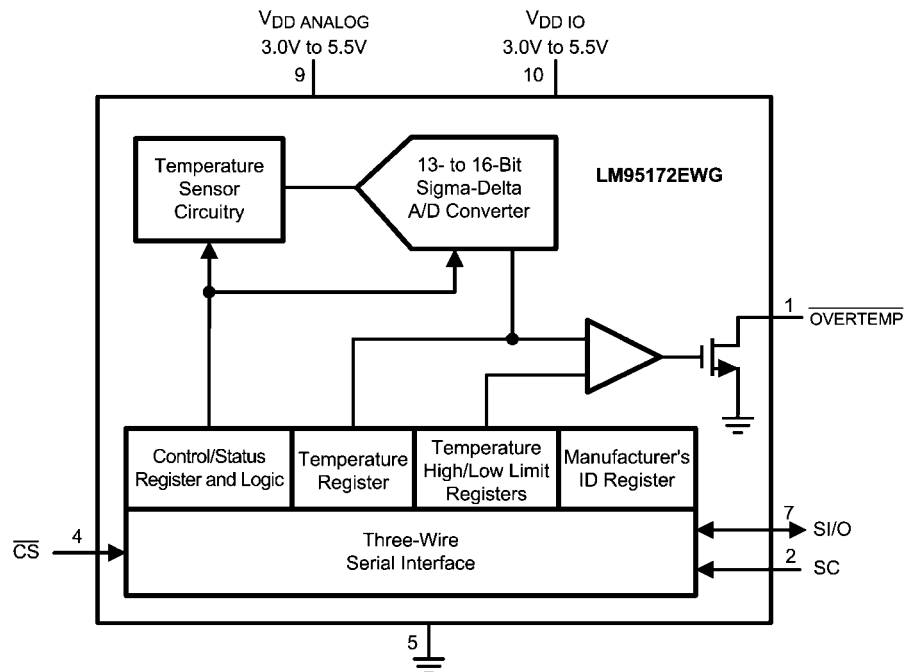 VDD ANALOG
3.0V to 5.5V
9
VDD IO
3.0V to 5.5V
10
Temperature
Sensor
Circuitry
13- to 16-Bit
Sigma-Delta
A/D Converter
LM95172EWG
1
OVERTEMP
Control/Status
Register and Logic
Temperature
Register
Temperature
High/Low Limit
Registers
Manufacturer's
ID Register
Three-Wire
Serial Interface
4
CS
7
SI/O
2
SC
5